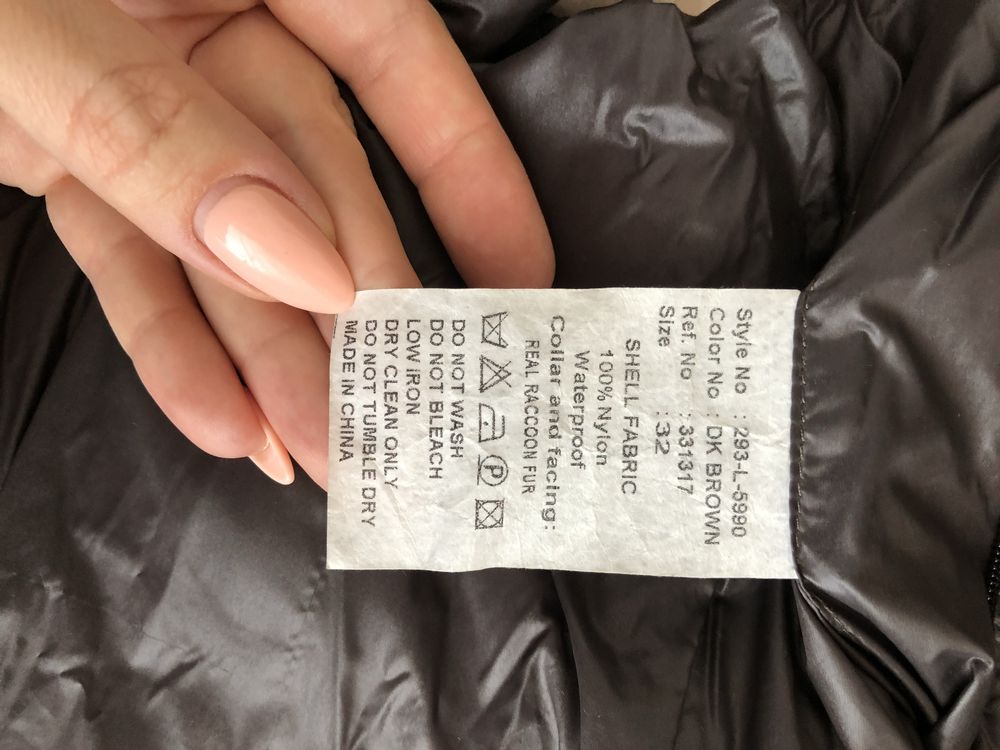 Style No : 293-L-5990
Color No : DK BROWN
Ref. No : 331317
Size : 32
SHELL FABRIC
100% Nylon
Waterproof
Collar and facing:
REAL RACCOON FUR
P
DO NOT WASH
DO NOT BLEACH
LOW IRON
DRY CLEAN ONLY
DO NOT TUMBLE DRY
MADE IN CHINA